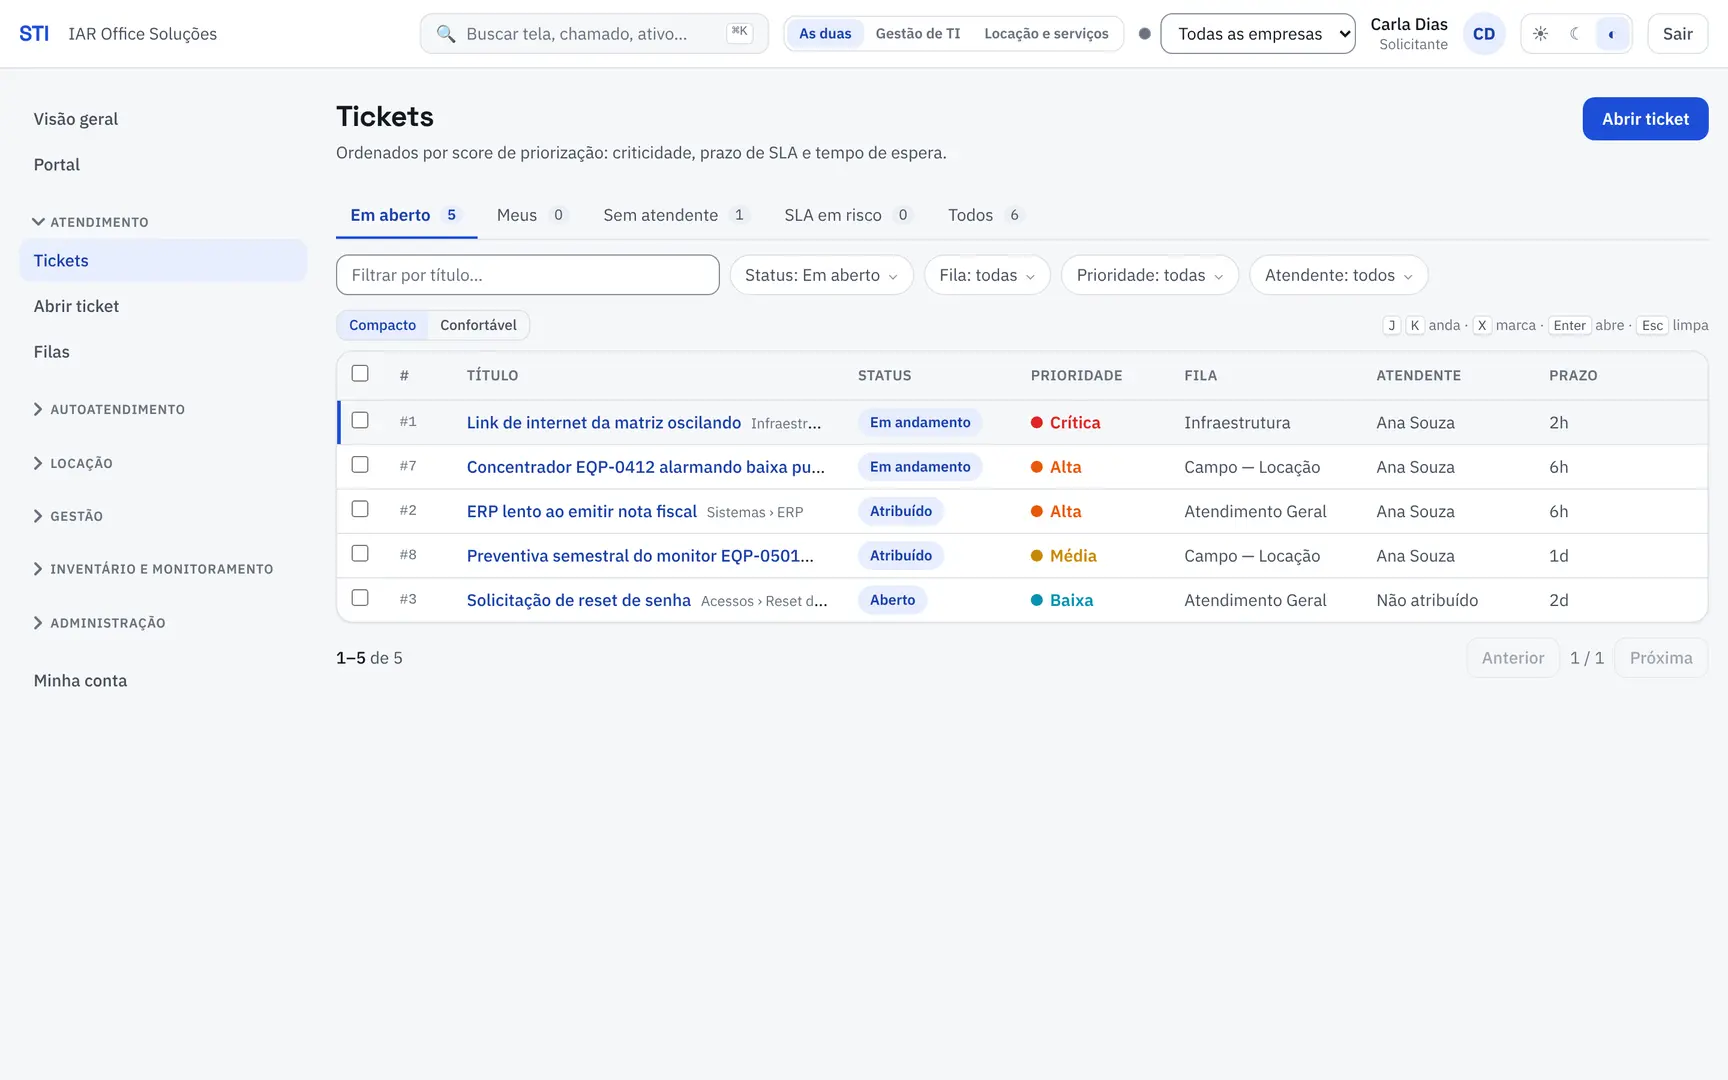 STI IAR Office Soluções Buscar tela, chamado, ativo... ⌘K As duas Gestão de TI Locação e serviços Todas as empresas Carla Dias CD Sair
Solicitante
Visão geral
Portal
ATENDIMENTO
Tickets
Abrir ticket
Filas
AUTOATENDIMENTO
LOCAÇÃO
GESTÃO
INVENTÁRIO E MONITORAMENTO
ADMINISTRAÇÃO
Minha conta
Tickets
Abrir ticket
Ordenados por score de priorização: criticidade, prazo de SLA e tempo de espera.
Em aberto 5 Meus 0 Sem atendente 1 SLA em risco 0 Todos 6
Filtrar por título... Status: Em aberto Fila: todas Prioridade: todas Atendente: todos
Compacto Confortável J K anda · X marca · Enter abre · Esc limpa
# TÍTULO STATUS PRIORIDADE FILA ATENDENTE PRAZO
#1 Link de internet da matriz oscilando Infraestr... Em andamento Crítica Infraestrutura Ana Souza 2h
#7 Concentrador EQP-0412 alarmando baixa pu... Em andamento Alta Campo — Locação Ana Souza 6h
#2 ERP lento ao emitir nota fiscal Sistemas › ERP Atribuído Alta Atendimento Geral Ana Souza 6h
#8 Preventiva semestral do monitor EQP-0501... Atribuído Média Campo — Locação Ana Souza 1d
#3 Solicitação de reset de senha Acessos › Reset d... Aberto Baixa Atendimento Geral Não atribuído 2d
1–5 de 5 Anterior 1 / 1 Próxima